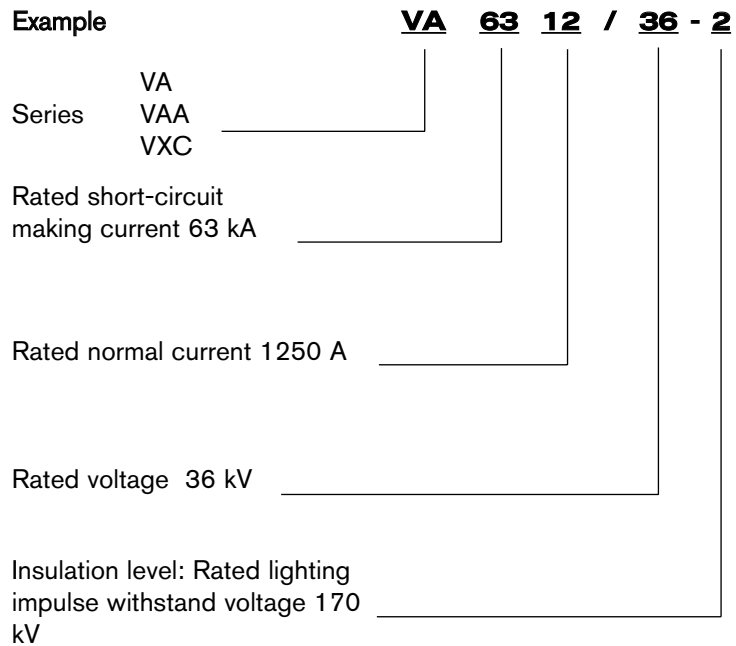 Example VA 63 12 / 36 - 2
VA
Series VAA
VXC
Rated short-circuit
making current 63 kA
Rated normal current 1250 A
Rated voltage 36 kV
Insulation level: Rated lighting
impulse withstand voltage 170
kV